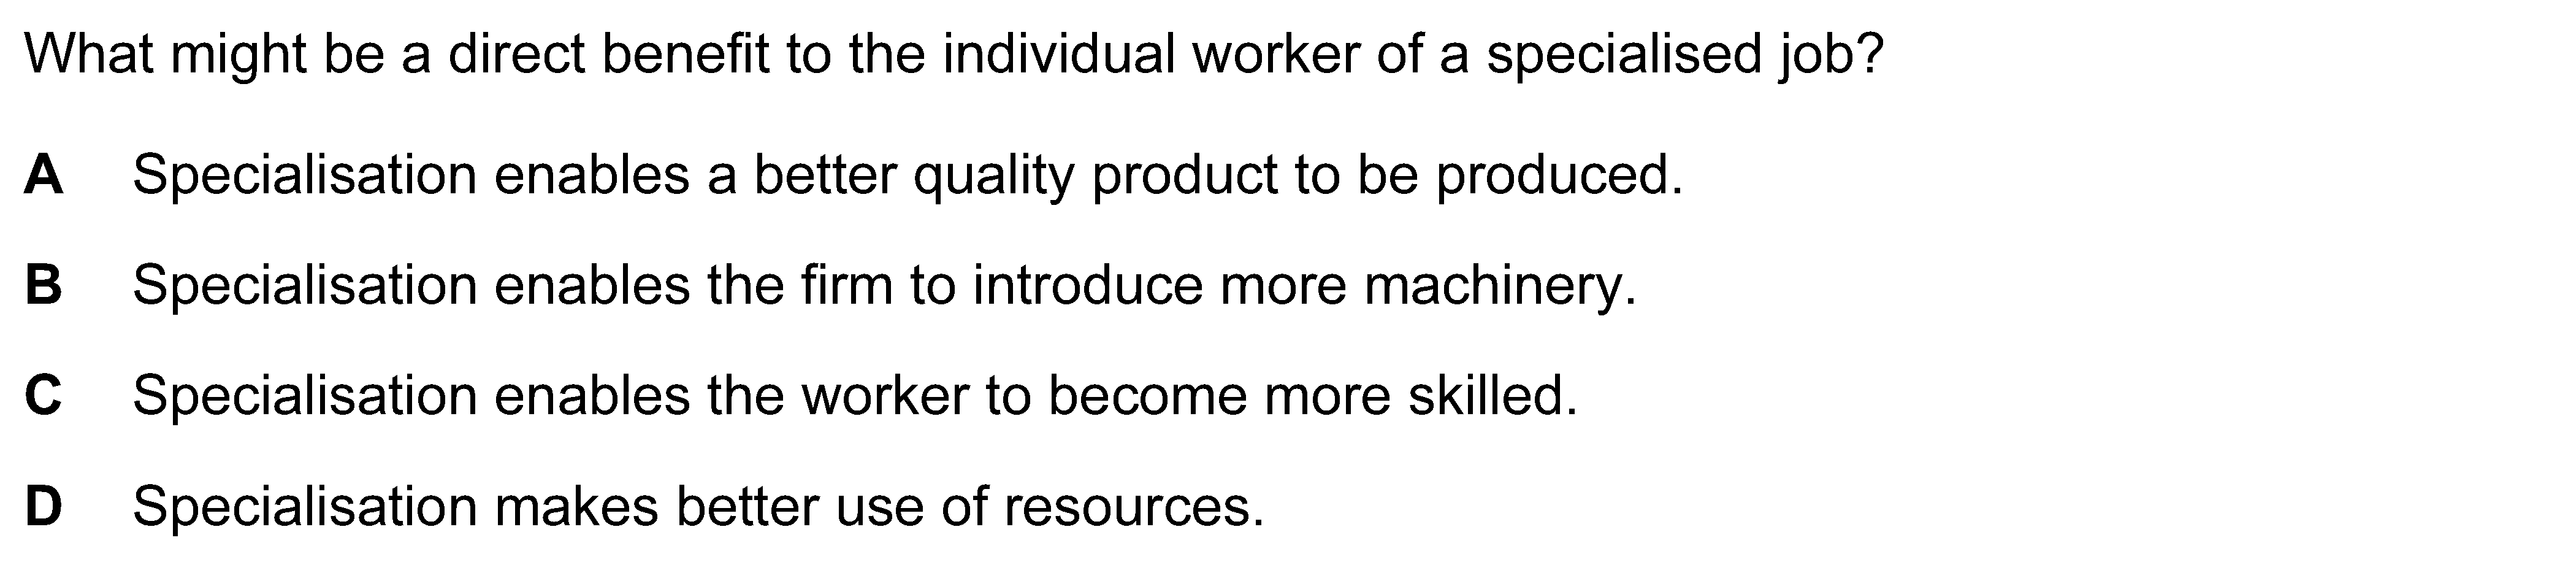 What might be a direct benefit to the individual worker of a specialised job?
A Specialisation enables a better quality product to be produced.
B Specialisation enables the firm to introduce more machinery.
C Specialisation enables the worker to become more skilled.
D Specialisation makes better use of resources.